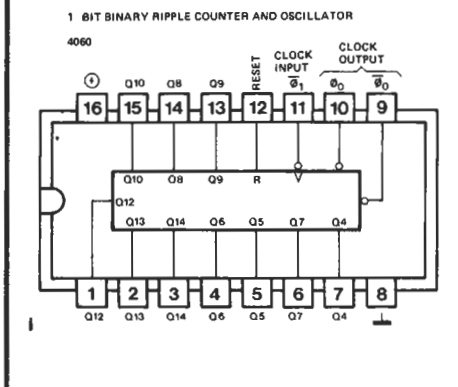 1 BIT BINARY RIPPLE COUNTER AND OSCILLATOR
4060
CLOCK OUTPUT
CLOCK INPUT
RESET
+ Q10 Q8 Q9 Ø̅1 Ø0 Ø̅0
16 15 14 13 12 11 10 9
Q10 Q8 Q9 R
Q12
Q13 Q14 Q6 Q5 Q7 Q4
1 2 3 4 5 6 7 8
Q12 Q13 Q14 Q6 Q5 Q7 Q4